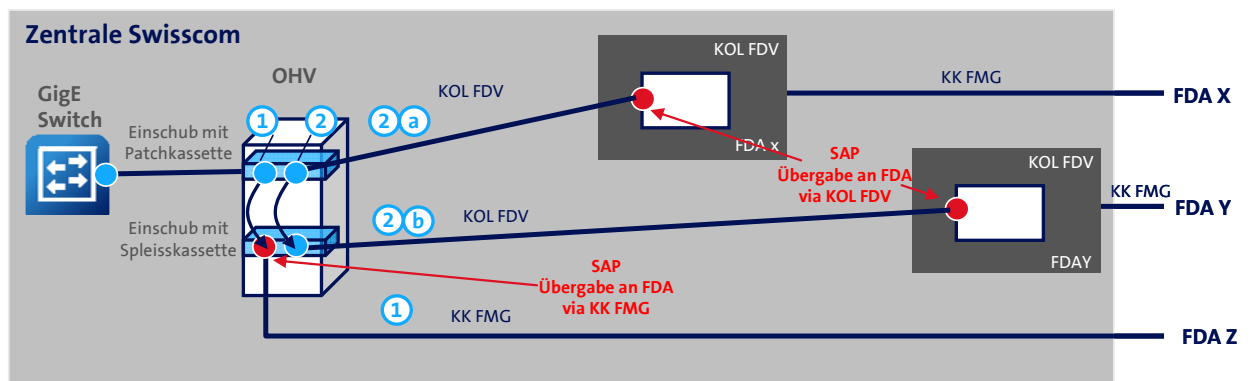 Zentrale Swisscom
GigE
Switch
OHV
1
2
Einschub mit
Patchkassette
KOL FDV
2 a
KOL FDV
FDA x
KK FMG
FDA X
SAP
Übergabe an FDA
via KOL FDV
KOL FDV
FDAY
KK FMG
FDA Y
Einschub mit
Spleisskassette
2 b
KOL FDV
SAP
Übergabe an FDA
via KK FMG
1
KK FMG
FDA Z